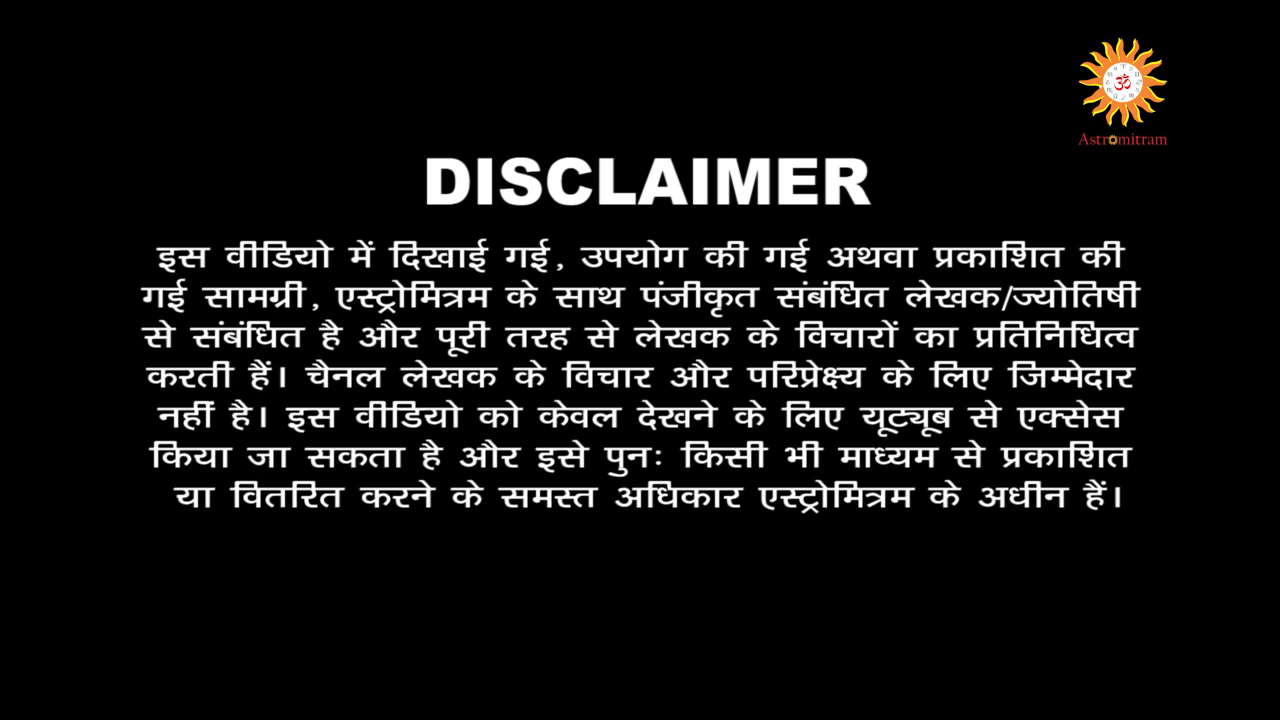 ॐ
Astromitram
DISCLAIMER
इस वीडियो में दिखाई गई, उपयोग की गई अथवा प्रकाशित की
गई सामग्री, एस्ट्रोमित्रम के साथ पंजीकृत संबंधित लेखक/ज्योतिषी
से संबंधित है और पूरी तरह से लेखक के विचारों का प्रतिनिधित्व
करती हैं। चैनल लेखक के विचार और परिप्रेक्ष्य के लिए जिम्मेदार
नहीं है। इस वीडियो को केवल देखने के लिए यूट्यूब से एक्सेस
किया जा सकता है और इसे पुनः किसी भी माध्यम से प्रकाशित
या वितरित करने के समस्त अधिकार एस्ट्रोमित्रम के अधीन हैं।